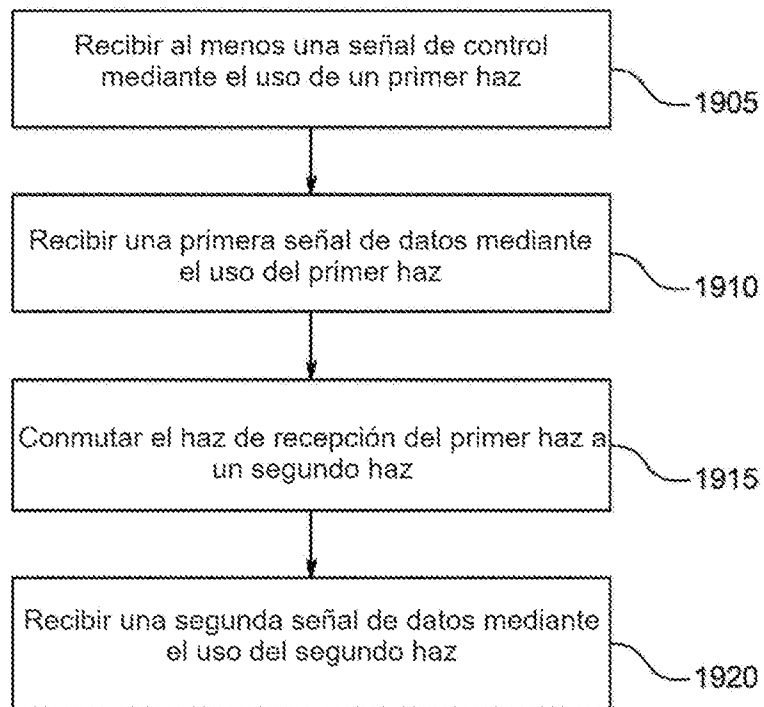 Recibir al menos una señal de control
mediante el uso de un primer haz
1905
Recibir una primera señal de datos mediante
el uso del primer haz
1910
Conmutar el haz de recepción del primer haz a
un segundo haz
1915
Recibir una segunda señal de datos mediante
el uso del segundo haz
1920